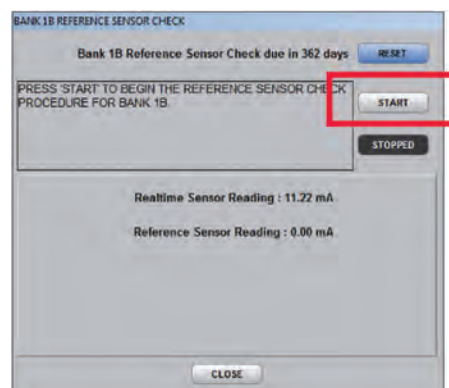 BANK 1B REFERENCE SENSOR CHECK
Bank 1B Reference Sensor Check due in 362 days
RESET
PRESS 'START' TO BEGIN THE REFERENCE SENSOR CHECK
PROCEDURE FOR BANK 1B.
START
STOPPED
Realtime Sensor Reading : 11.22 mA
Reference Sensor Reading : 0.00 mA
CLOSE